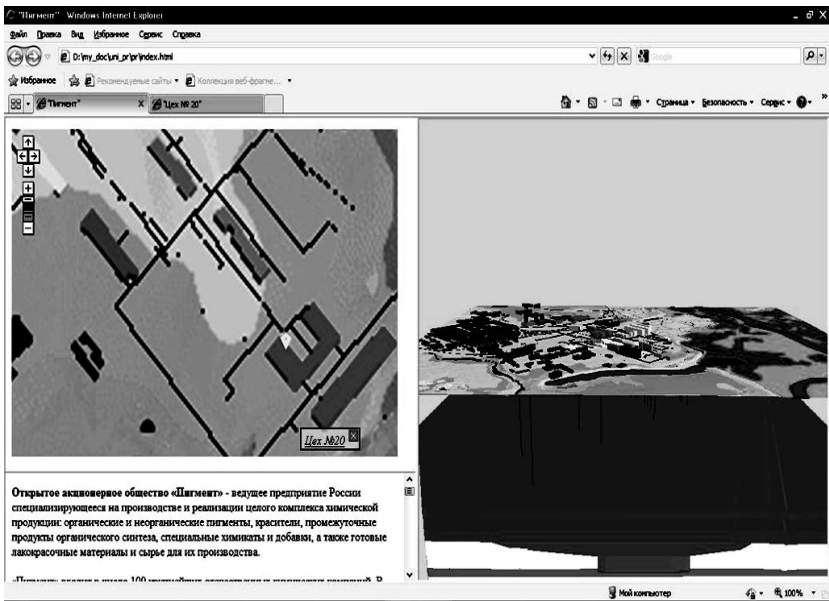 "Пигмент" - Windows Internet Explorer
Файл Правка Вид Избранное Сервис Справка
D:\my_doc\uni_pr\pr\index.html
Google
Избранное Рекомендуемые сайты Коллекция веб-фрагме...
"Пигмент" X "Цех № 20"
Страница Безопасность Сервис
Цех №20
Открытое акционерное общество «Пигмент» - ведущее предприятие России
специализирующееся на производстве и реализации целого комплекса химической
продукции: органические и неорганические пигменты, красители, промежуточные
продукты органического синтеза, специальные химикаты и добавки, а также готовые
лакокрасочные материалы и сырье для их производства.
Мой компьютер 100%